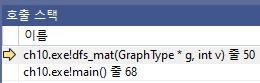 호출 스택
이름
ch10.exe!dfs_mat(GraphType * g, int v) 줄 50
ch10.exe!main() 줄 68